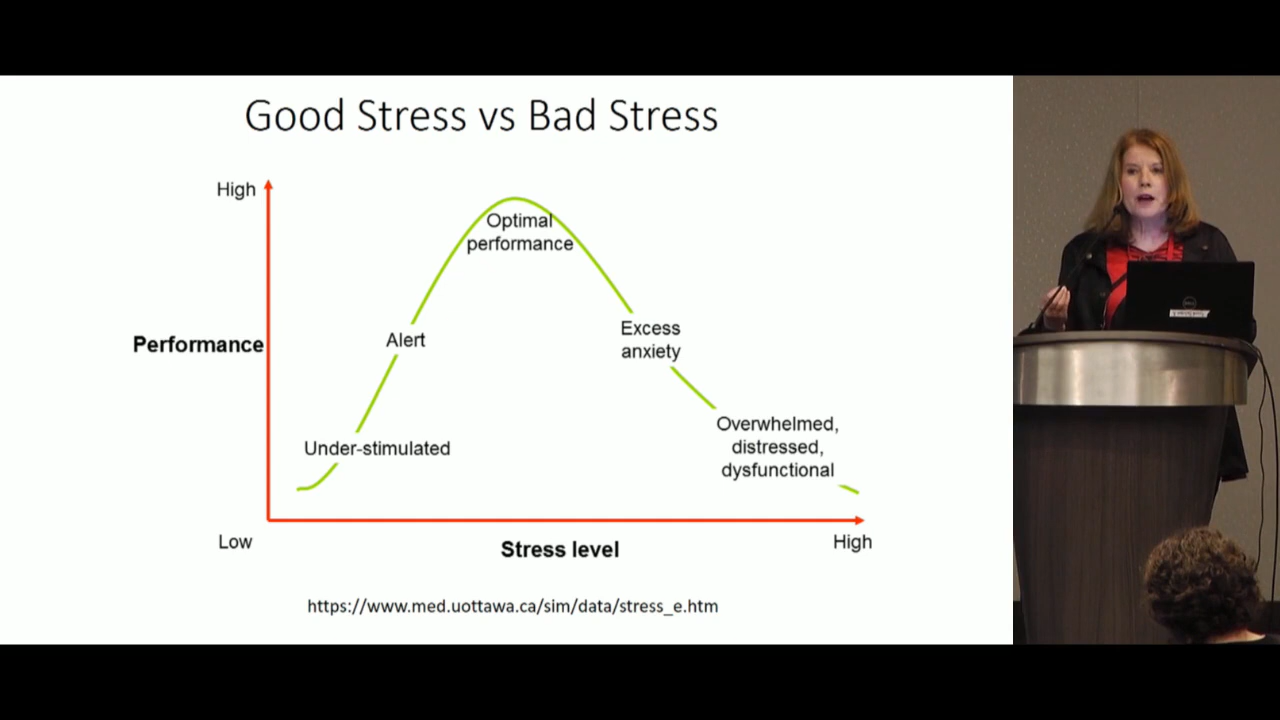 Good Stress vs Bad Stress
High
Optimal
performance
Excess
anxiety
Alert
Performance
Overwhelmed,
distressed,
dysfunctional
Under-stimulated
Low
Stress level
High
https://www.med.uottawa.ca/sim/data/stress_e.htm
DELL